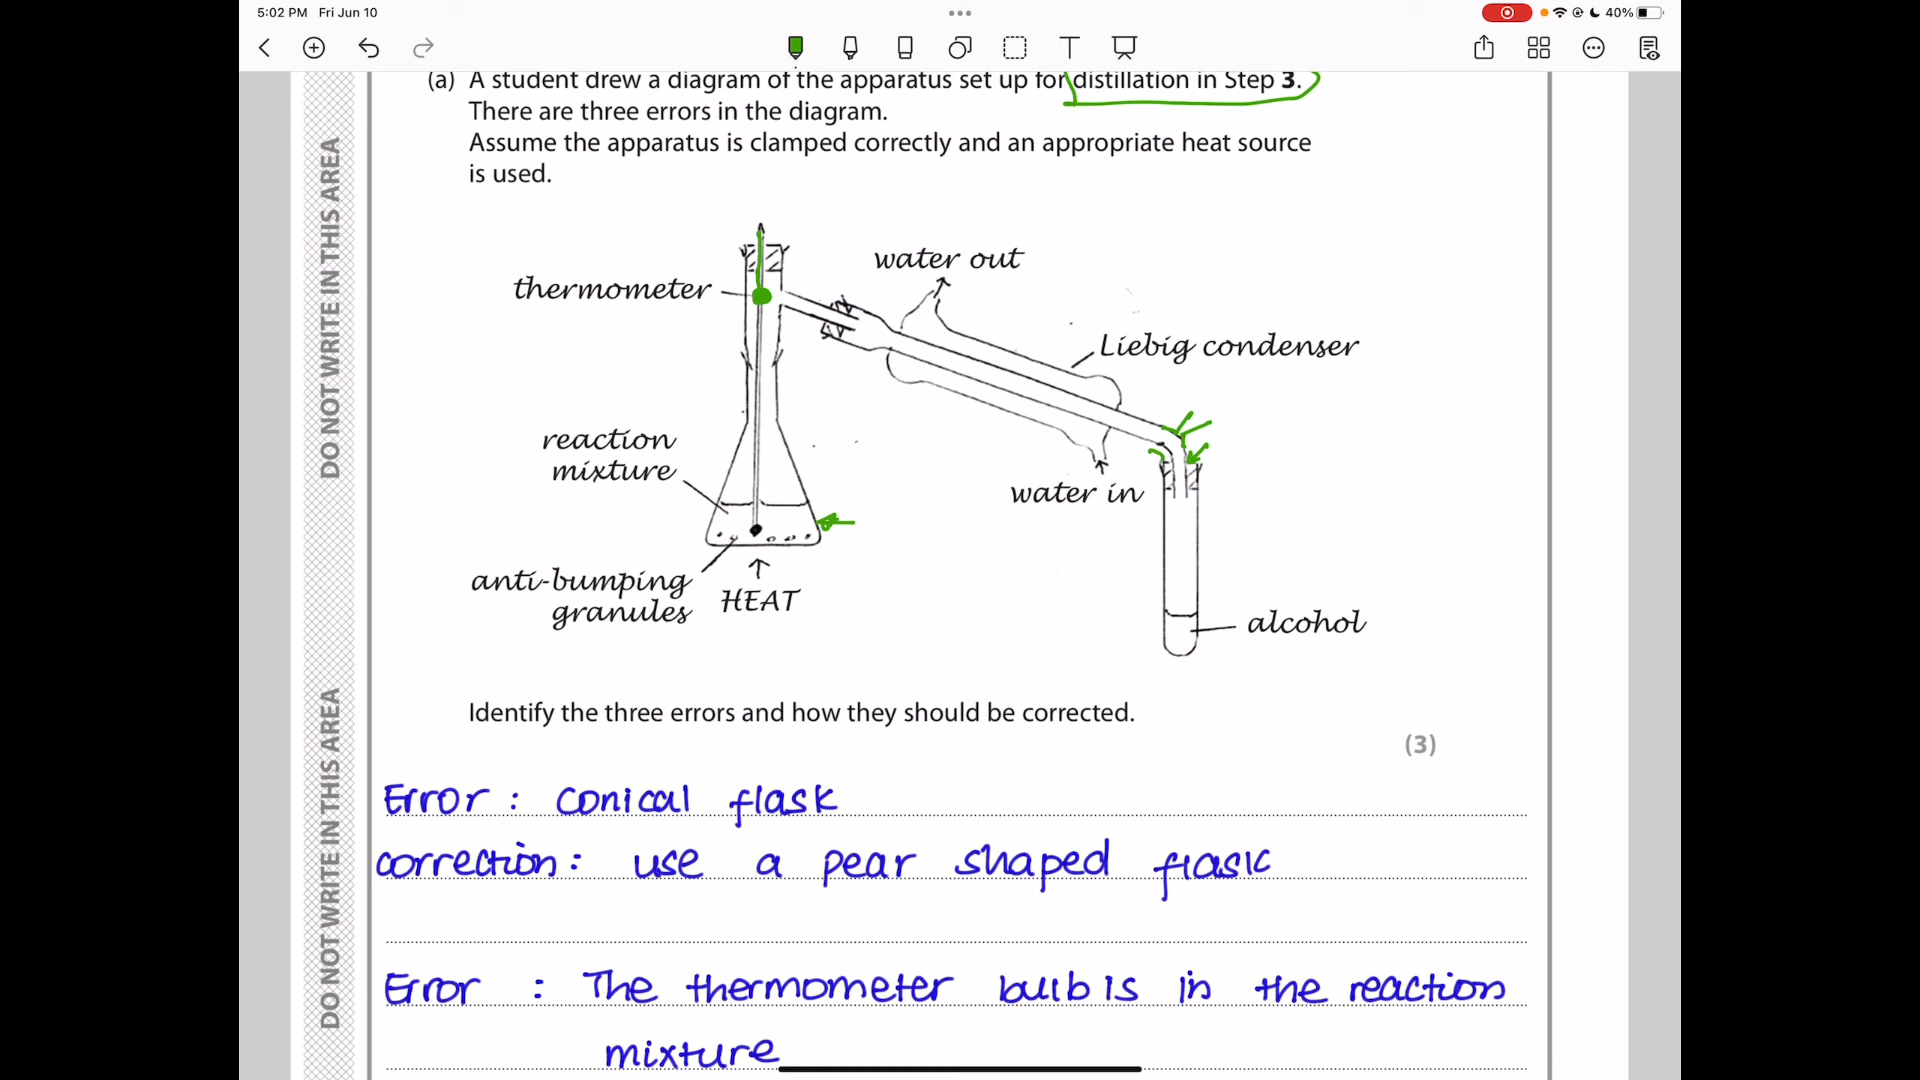 5:02 PM Fri Jun 10
40%
(a) A student drew a diagram of the apparatus set up for distillation in Step 3.
There are three errors in the diagram.
Assume the apparatus is clamped correctly and an appropriate heat source
is used.
DO NOT WRITE IN THIS AREA
water out
thermometer
Liebig condenser
reaction
mixture
water in
anti-bumping
granules
HEAT
alcohol
Identify the three errors and how they should be corrected.
(3)
DO NOT WRITE IN THIS AREA
Error : conical flask
correction : use a pear shaped flask
Error : The thermometer bulb is in the reaction
mixture